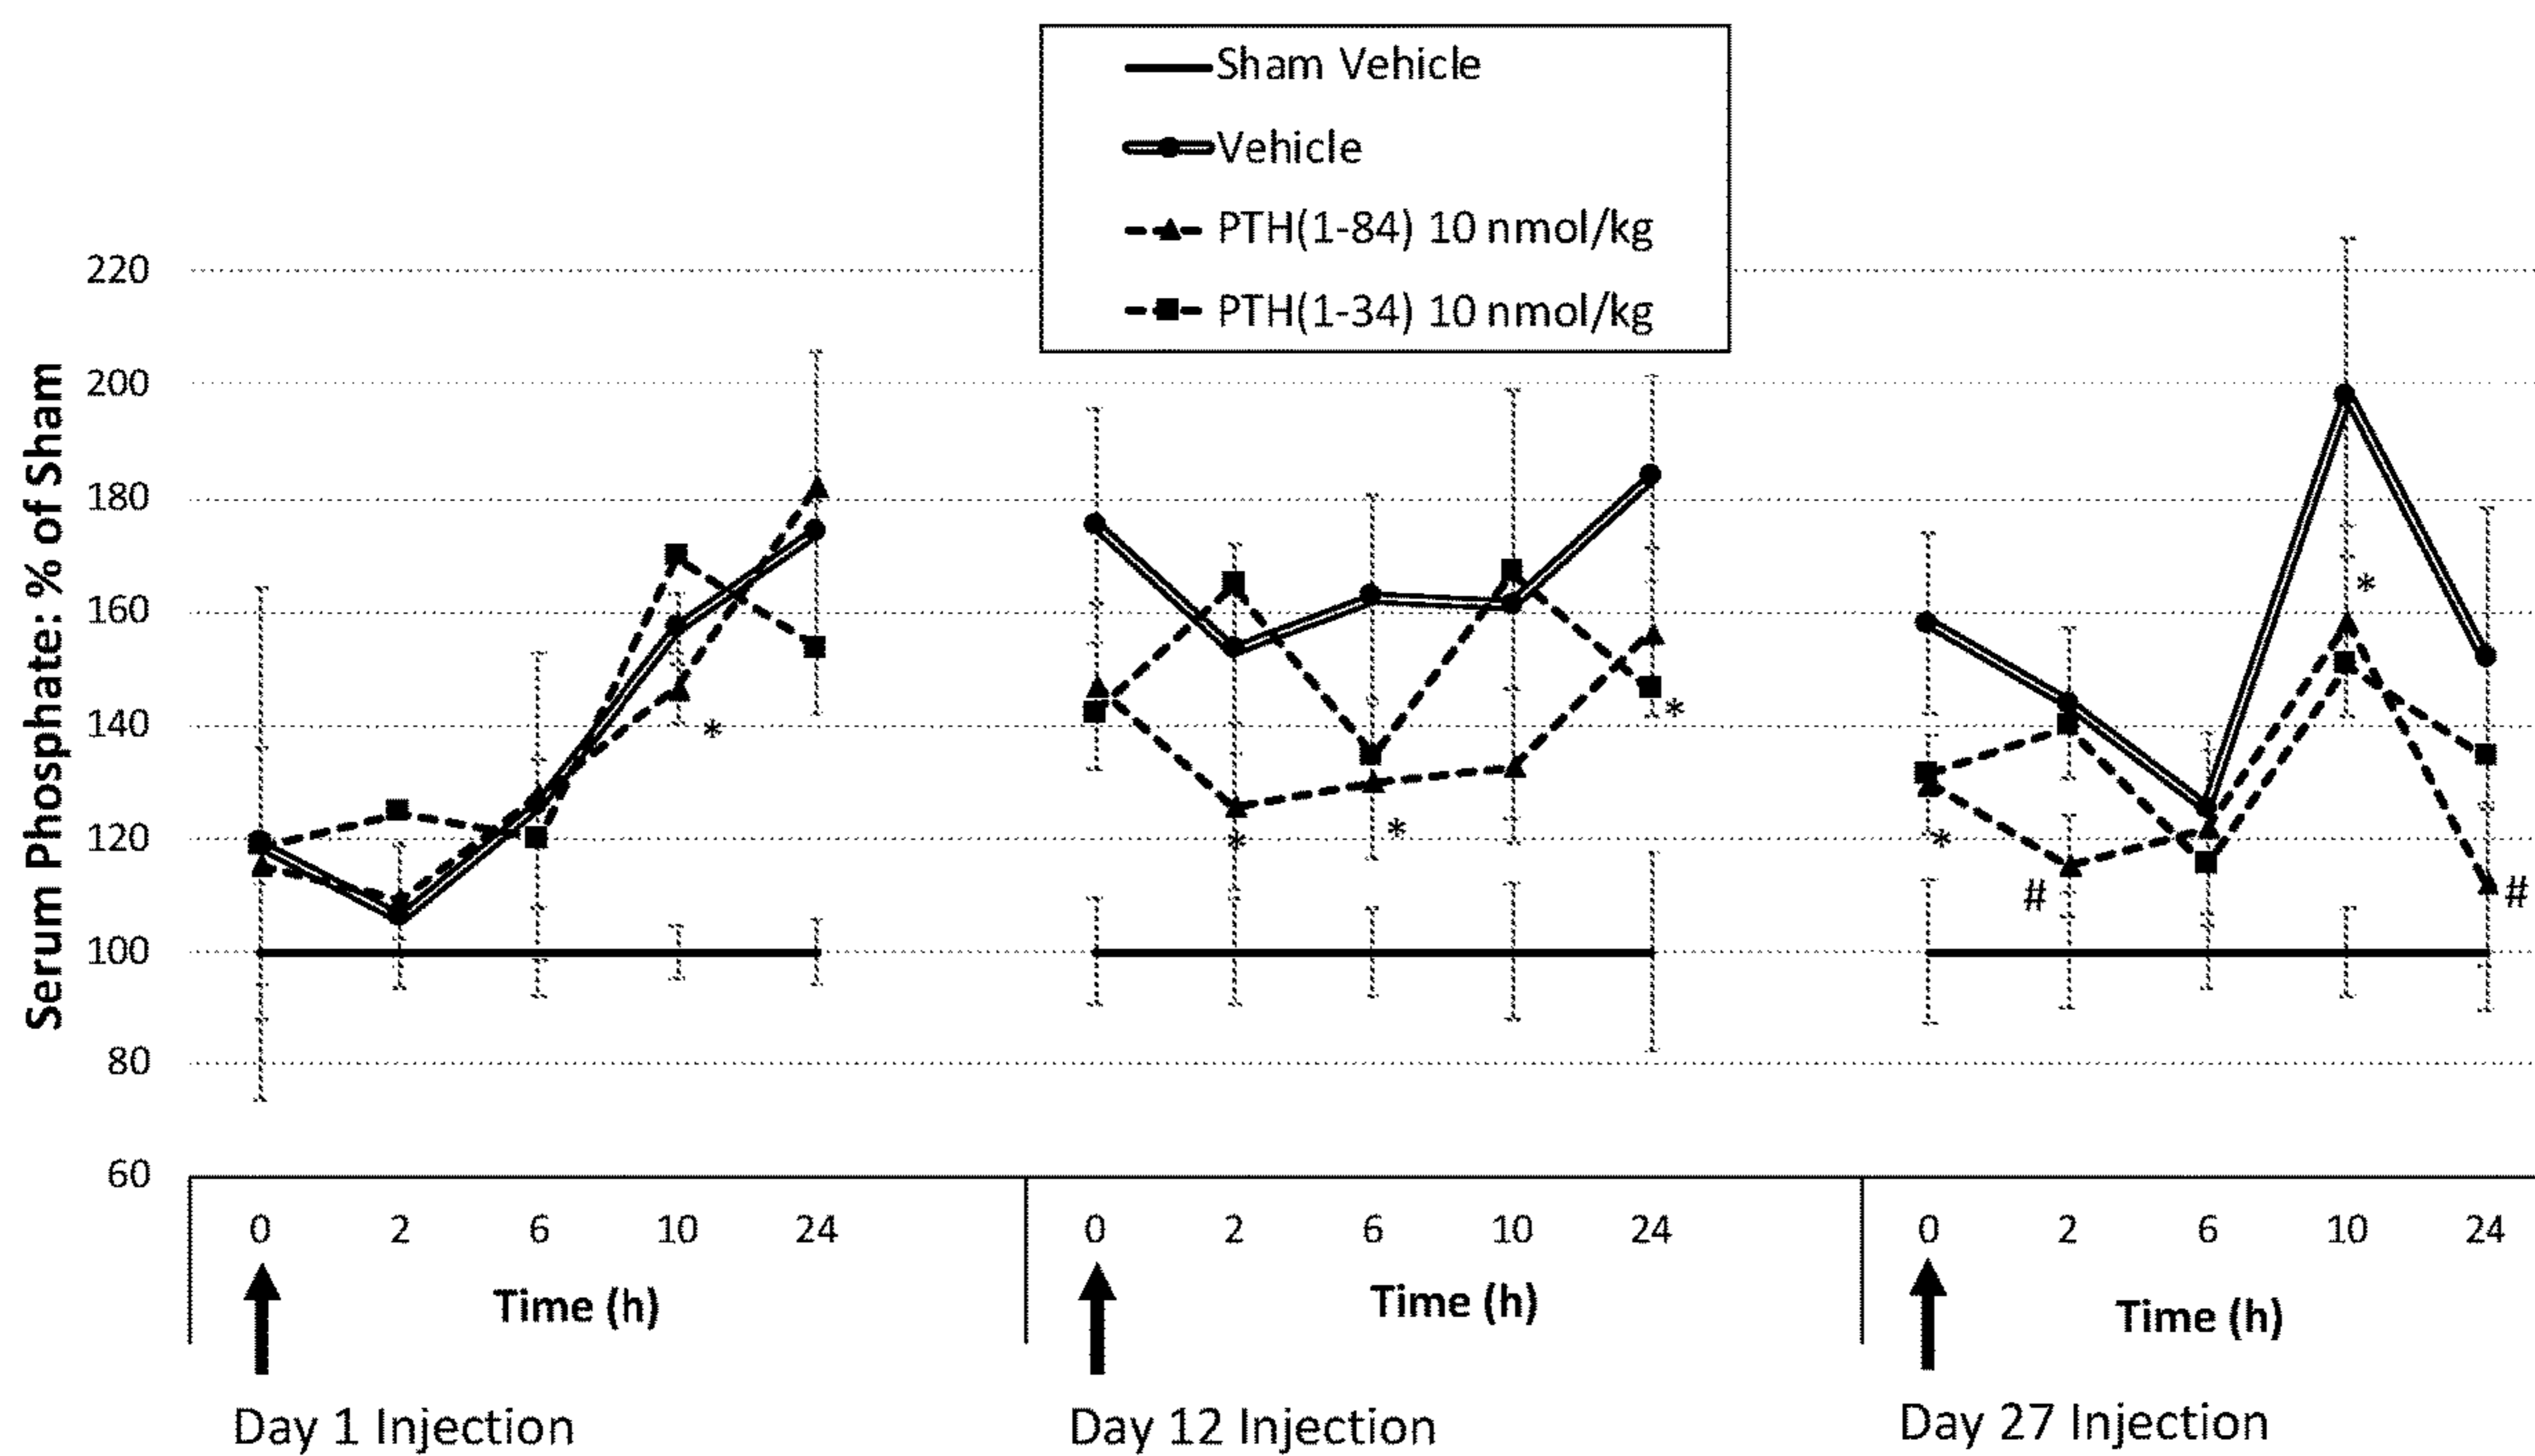 Sham Vehicle
Vehicle
PTH(1-84) 10 nmol/kg
PTH(1-34) 10 nmol/kg
Serum Phosphate: % of Sham
220
200
180
160
140
120
100
80
60
*
*
*
*
*
*
#
#
0 2 6 10 24 0 2 6 10 24 0 2 6 10 24
Time (h) Time (h) Time (h)
Day 1 Injection Day 12 Injection Day 27 Injection